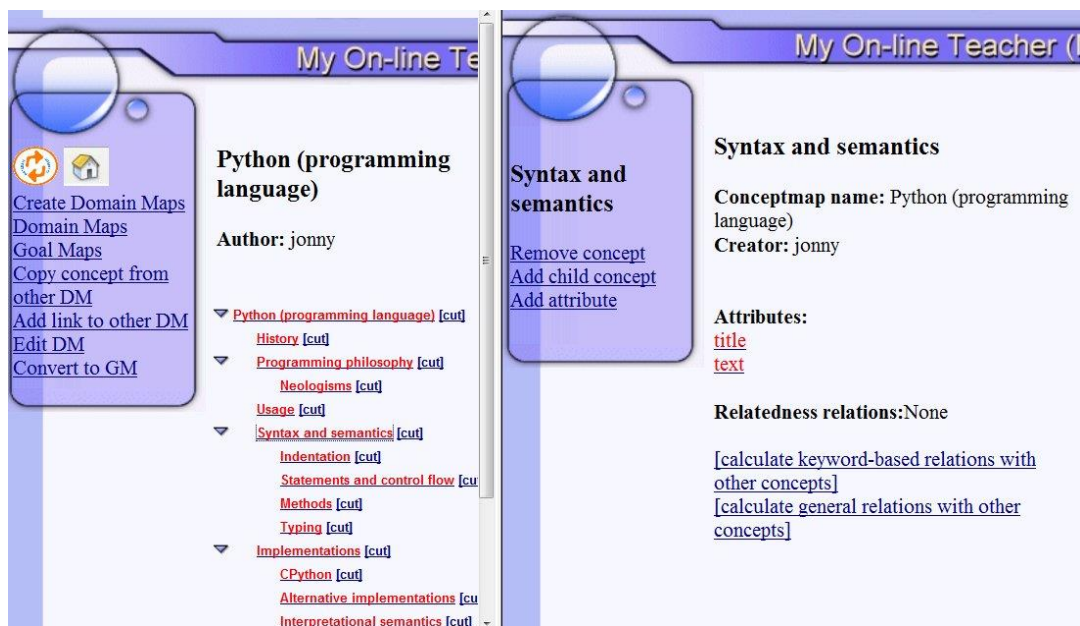 My On-line Te
Create Domain Maps
Domain Maps
Goal Maps
Copy concept from
other DM
Add link to other DM
Edit DM
Convert to GM
Python (programming
language)
Author: jonny
Python (programming language) [cut]
History [cut]
Programming philosophy [cut]
Neologisms [cut]
Usage [cut]
Syntax and semantics [cut]
Indentation [cut]
Statements and control flow [cu
Methods [cut]
Typing [cut]
Implementations [cut]
CPython [cut]
Alternative implementations [cu
Interpretational semantics [cut]
My On-line Teacher (
Syntax and
semantics
Remove concept
Add child concept
Add attribute
Syntax and semantics
Conceptmap name: Python (programming
language)
Creator: jonny
Attributes:
title
text
Relatedness relations:None
[calculate keyword-based relations with
other concepts]
[calculate general relations with other
concepts]